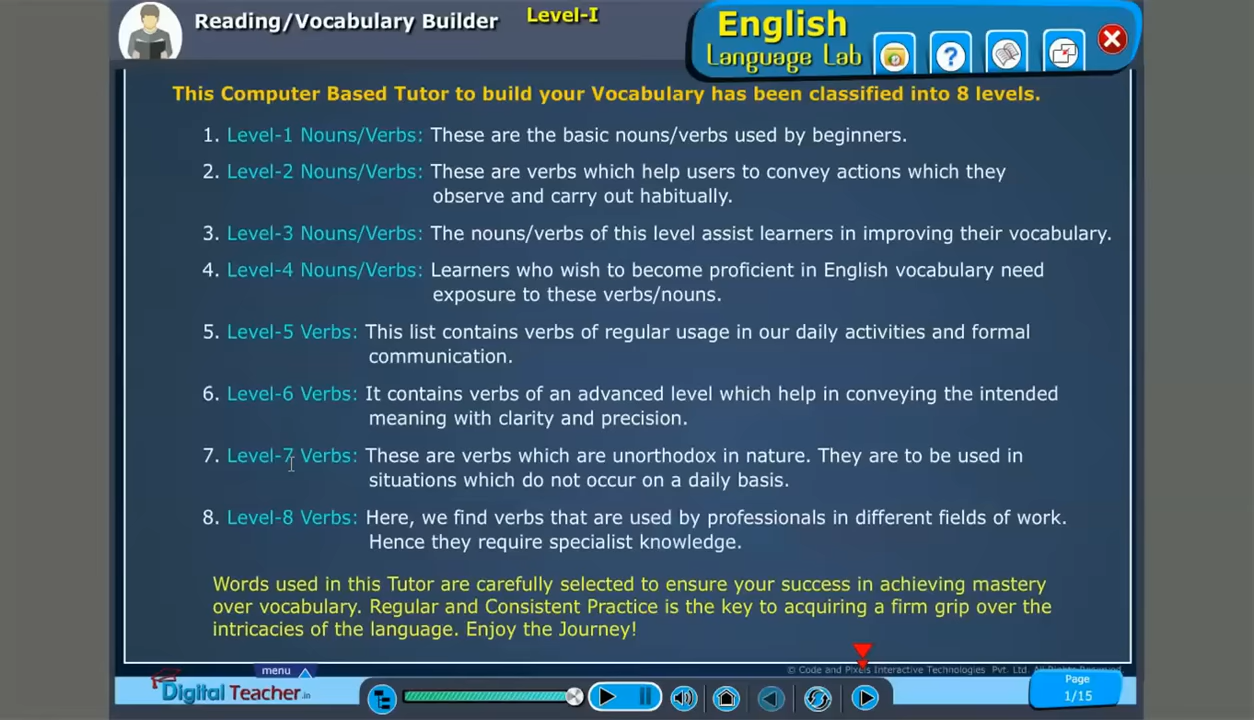 Reading/Vocabulary Builder
Level-I
English
Language Lab
This Computer Based Tutor to build your Vocabulary has been classified into 8 levels.
1. Level-1 Nouns/Verbs: These are the basic nouns/verbs used by beginners.
2. Level-2 Nouns/Verbs: These are verbs which help users to convey actions which they
observe and carry out habitually.
3. Level-3 Nouns/Verbs: The nouns/verbs of this level assist learners in improving their vocabulary.
4. Level-4 Nouns/Verbs: Learners who wish to become proficient in English vocabulary need
exposure to these verbs/nouns.
5. Level-5 Verbs: This list contains verbs of regular usage in our daily activities and formal
communication.
6. Level-6 Verbs: It contains verbs of an advanced level which help in conveying the intended
meaning with clarity and precision.
7. Level-7 Verbs: These are verbs which are unorthodox in nature. They are to be used in
situations which do not occur on a daily basis.
8. Level-8 Verbs: Here, we find verbs that are used by professionals in different fields of work.
Hence they require specialist knowledge.
Words used in this Tutor are carefully selected to ensure your success in achieving mastery
over vocabulary. Regular and Consistent Practice is the key to acquiring a firm grip over the
intricacies of the language. Enjoy the Journey!
menu
© Code and Pixels Interactive Technologies Pvt. Ltd. All Rights Reserved
Digital Teacher.in
Page
1/15